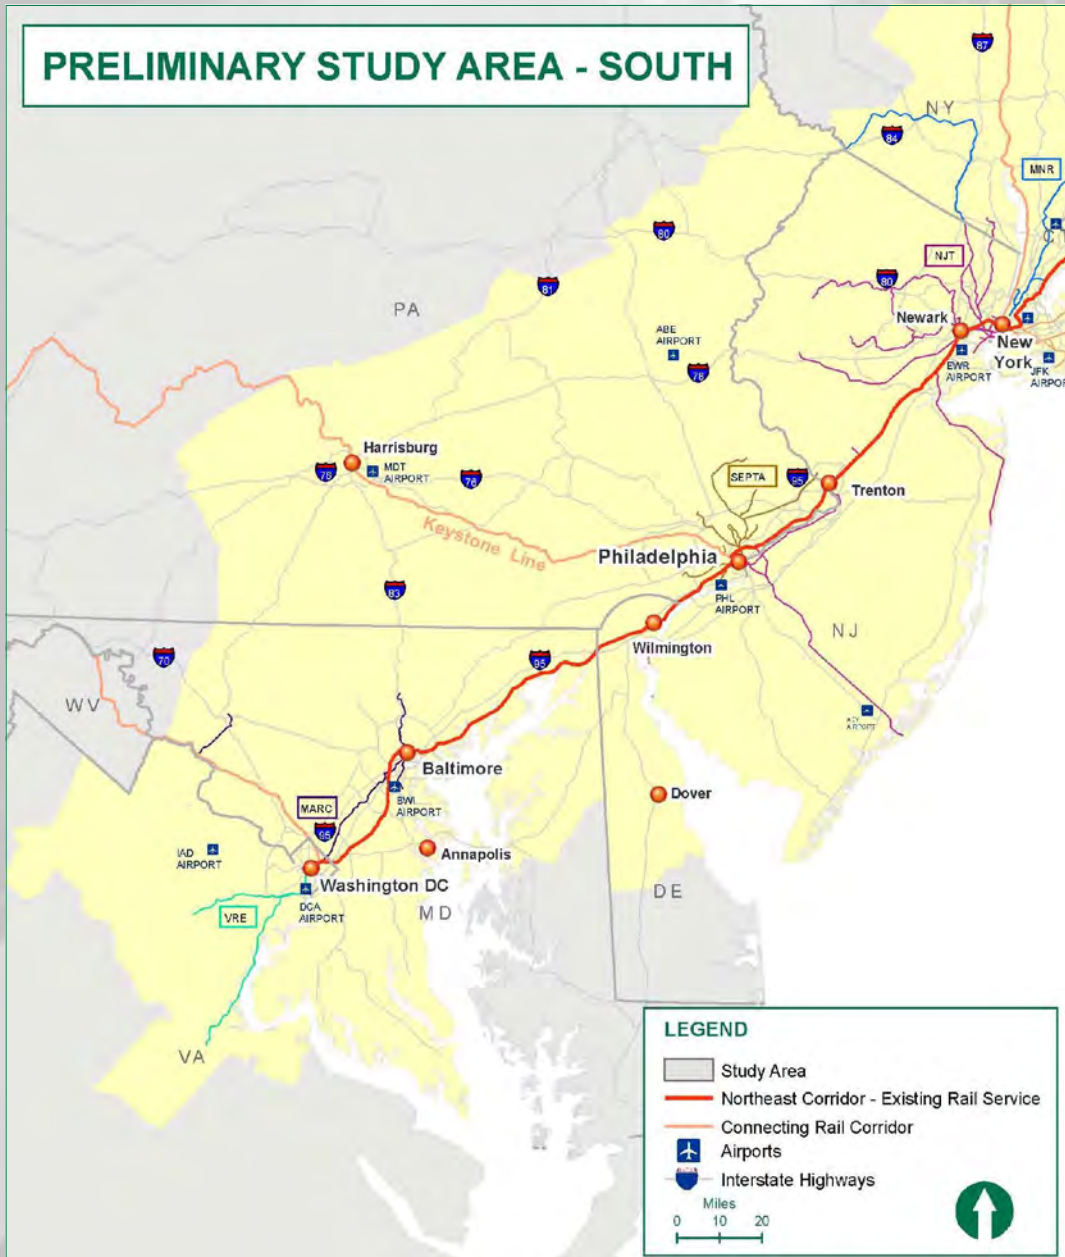 PRELIMINARY STUDY AREA - SOUTH
87
NY
84
MNR
80
NJT
80
81
PA
Newark
New
York
ABE
AIRPORT
78
EWR
AIRPORT
JFK
AIRPORT
Harrisburg
MDT
AIRPORT
76
SEPTA
95
Trenton
Keystone Line
Philadelphia
83
PHL
AIRPORT
NJ
Wilmington
70
95
WV
Baltimore
BWI
AIRPORT
Dover
MARC
95
IAD
AIRPORT
Annapolis
Washington DC
DCA
AIRPORT
MD
DE
VRE
VA
LEGEND
Study Area
Northeast Corridor - Existing Rail Service
Connecting Rail Corridor
Airports
Interstate Highways
Miles
0 10 20